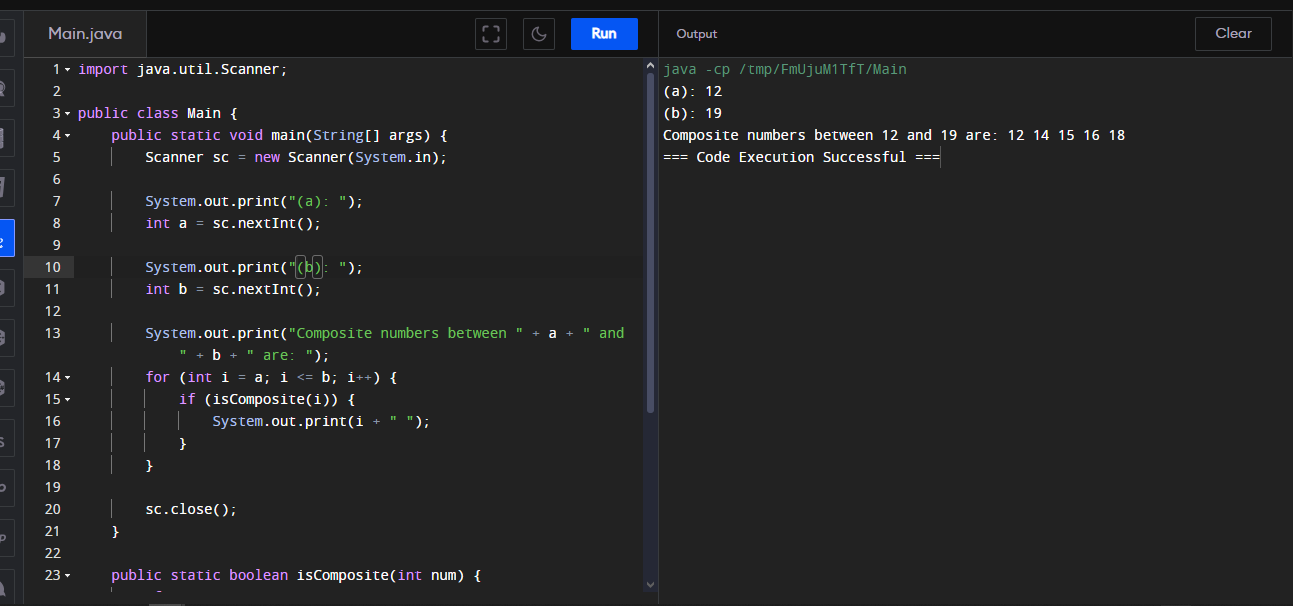 Main.java
Run
Output
Clear
1 import java.util.Scanner;
2
3 public class Main {
4 public static void main(String[] args) {
5 Scanner sc = new Scanner(System.in);
6
7 System.out.print("(a): ");
8 int a = sc.nextInt();
9
10 System.out.print("(b): ");
11 int b = sc.nextInt();
12
13 System.out.print("Composite numbers between " + a + " and
" + b + " are: ");
14 for (int i = a; i <= b; i++) {
15 if (isComposite(i)) {
16 System.out.print(i + " ");
17 }
18 }
19
20 sc.close();
21 }
22
23 public static boolean isComposite(int num) {
java -cp /tmp/FmUjuM1TfT/Main
(a): 12
(b): 19
Composite numbers between 12 and 19 are: 12 14 15 16 18
=== Code Execution Successful ===